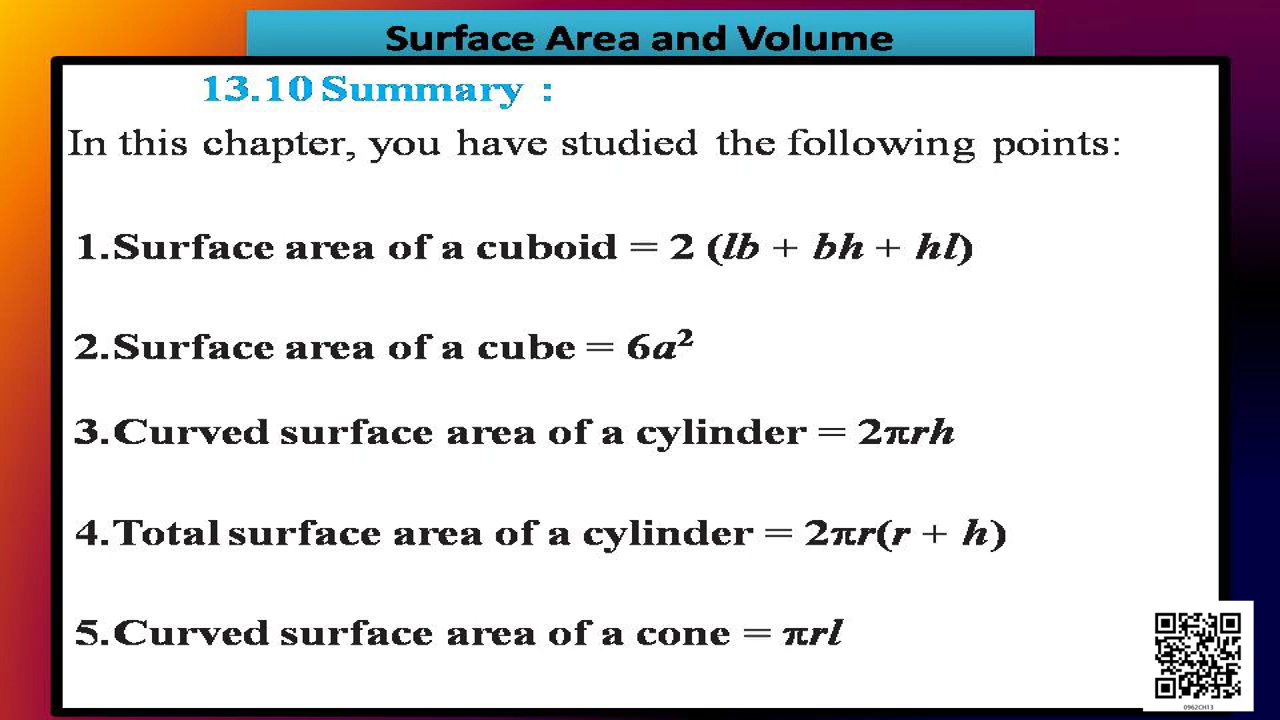 Surface Area and Volume
13.10 Summary :
In this chapter, you have studied the following points:
1.Surface area of a cuboid = 2 (lb + bh + hl)
2.Surface area of a cube = 6a²
3.Curved surface area of a cylinder = 2πrh
4.Total surface area of a cylinder = 2πr(r + h)
5.Curved surface area of a cone = πrl
0962CH13